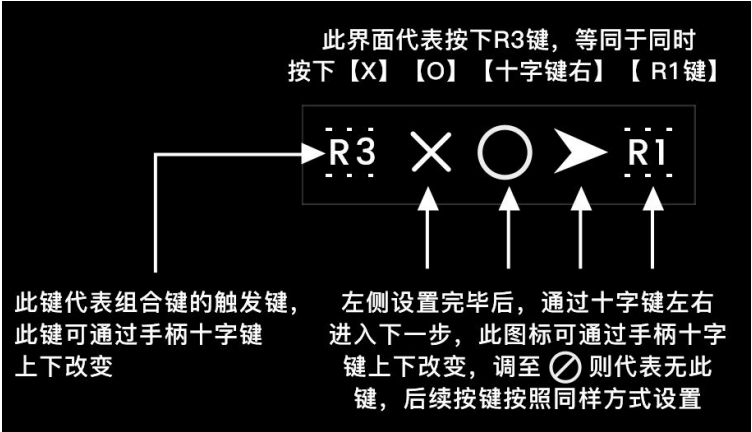 此界面代表按下R3键，等同于同时
按下【X】【O】【十字键右】【 R1键】
R3 R1
此键代表组合键的触发键，
此键可通过手柄十字键
上下改变
左侧设置完毕后，通过十字键左右
进入下一步，此图标可通过手柄十字
键上下改变，调至 则代表无此
键，后续按键按照同样方式设置